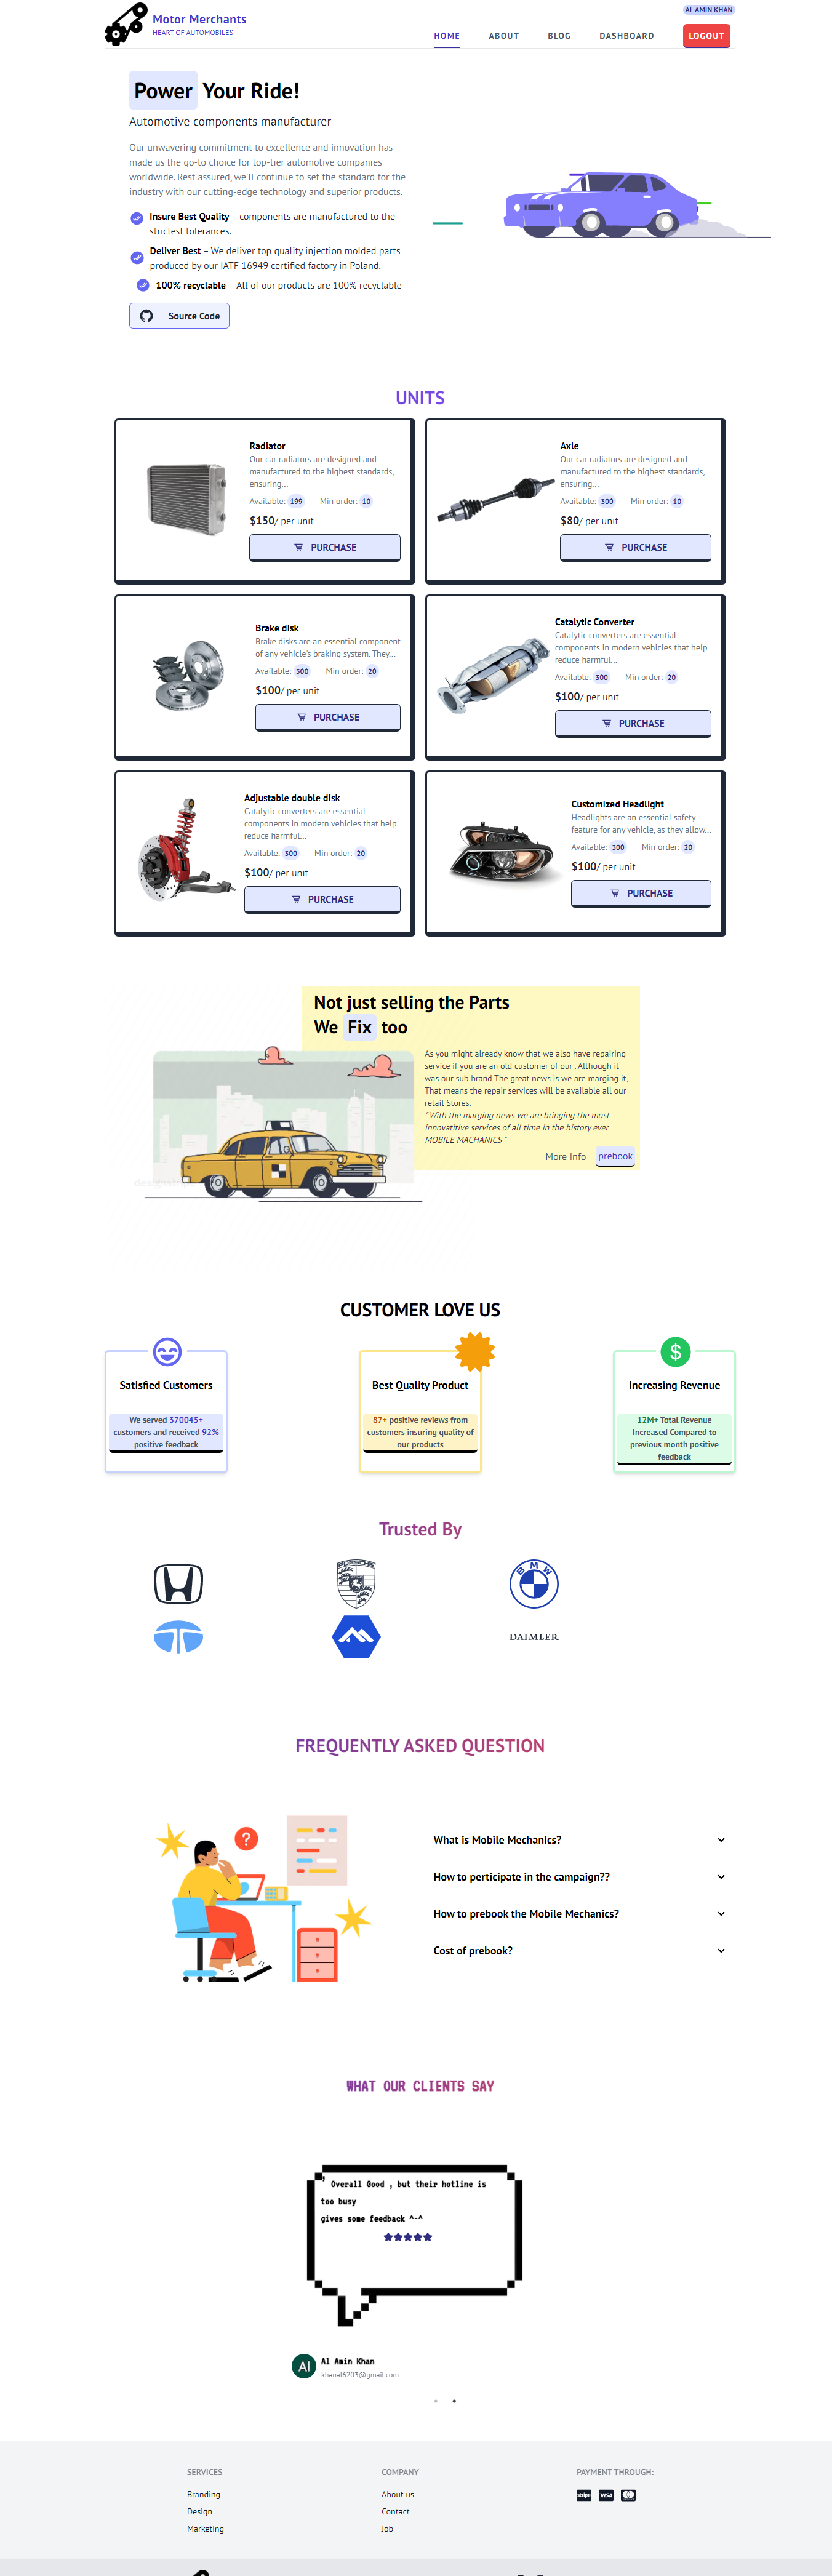 Motor Merchants
HEART OF AUTOMOBILES
AL AMIN KHAN
HOME ABOUT BLOG DASHBOARD LOGOUT
Power Your Ride!
Automotive components manufacturer
Our unwavering commitment to excellence and innovation has
made us the go-to choice for top-tier automotive companies
worldwide. Rest assured, we'll continue to set the standard for the
industry with our cutting-edge technology and superior products.
Insure Best Quality – components are manufactured to the
strictest tolerances.
Deliver Best – We deliver top quality injection molded parts
produced by our IATF 16949 certified factory in Poland.
100% recyclable – All of our products are 100% recyclable
Source Code
UNITS
Radiator
Our car radiators are designed and
manufactured to the highest standards,
ensuring...
Available: 199 Min order: 10
$150/ per unit
PURCHASE
Axle
Our car radiators are designed and
manufactured to the highest standards,
ensuring...
Available: 300 Min order: 10
$80/ per unit
PURCHASE
Brake disk
Brake disks are an essential component
of any vehicle's braking system. They...
Available: 300 Min order: 20
$100/ per unit
PURCHASE
Catalytic Converter
Catalytic converters are essential
components in modern vehicles that help
reduce harmful...
Available: 300 Min order: 20
$100/ per unit
PURCHASE
Adjustable double disk
Catalytic converters are essential
components in modern vehicles that help
reduce harmful...
Available: 300 Min order: 20
$100/ per unit
PURCHASE
Customized Headlight
Headlights are an essential safety
feature for any vehicle, as they allow...
Available: 300 Min order: 20
$100/ per unit
PURCHASE
Not just selling the Parts
We Fix too
As you might already know that we also have repairing
service if you are an old customer of our . Although it
was our sub brand The great news is we are marging it,
That means the repair services will be available all our
retail Stores.
"With the marging news we are bringing the most
innovatitive services of all time in the history ever
MOBILE MACHANICS "
More Info prebook
CUSTOMER LOVE US
Satisfied Customers
We served 370045+
customers and received 92%
positive feedback
Best Quality Product
87+ positive reviews from
customers insuring quality of
our products
$
Increasing Revenue
12M+ Total Revenue
Increased Compared to
previous month positive
feedback
Trusted By
PORSCHE
BMW
DAIMLER
FREQUENTLY ASKED QUESTION
?
What is Mobile Mechanics?
How to perticipate in the campaign??
How to prebook the Mobile Mechanics?
Cost of prebook?
WHAT OUR CLIENTS SAY
' Overall Good , but their hotline is
too busy
gives some feedback ^-^
Al
Al Amin Khan
khanal6203@gmail.com
SERVICES
Branding
Design
Marketing
COMPANY
About us
Contact
Job
PAYMENT THROUGH:
stripe VISA